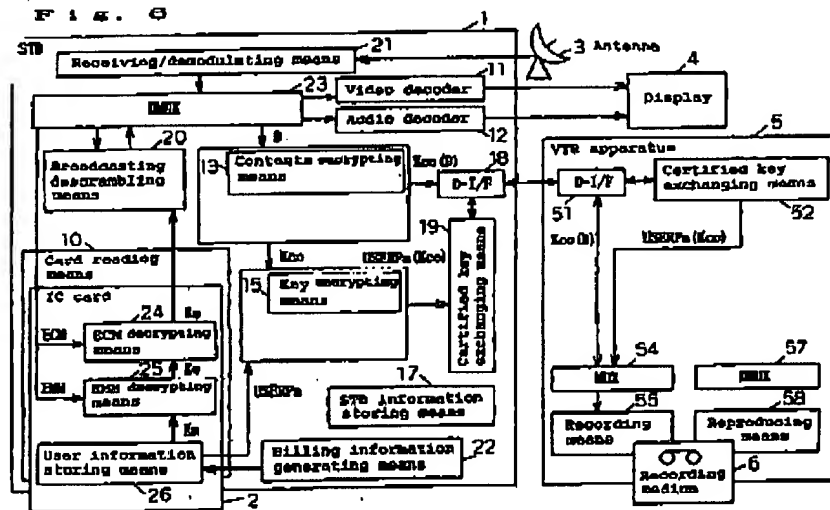 Fig. 6
STB
1
21
Receiving/demodulating means
3 Antenna
11
4
23
Video decoder
Display
DMUX
Audio decoder
12
20
Broadcasting
descrambling
means
13
Contents encrypting
means
Kco(D)
18
D-I/F
5
VTR apparatus
D-I/F
51
Certified key
exchanging means
52
10
Card reading
means
Kco
USERKPa(Kco)
19
Certified key
exchanging means
Kco(D)
USERKPa(Kco)
IC card
15
Key encrypting
means
24
ECM
ECM decrypting
means
25
EMM
EMM decrypting
means
Km
17
STB information
storing means
54
57
MUX
DMUX
55
58
Recording
means
Reproducing
means
User information
storing means
26
Billing information
generating means
22
2
Recording
medium
6